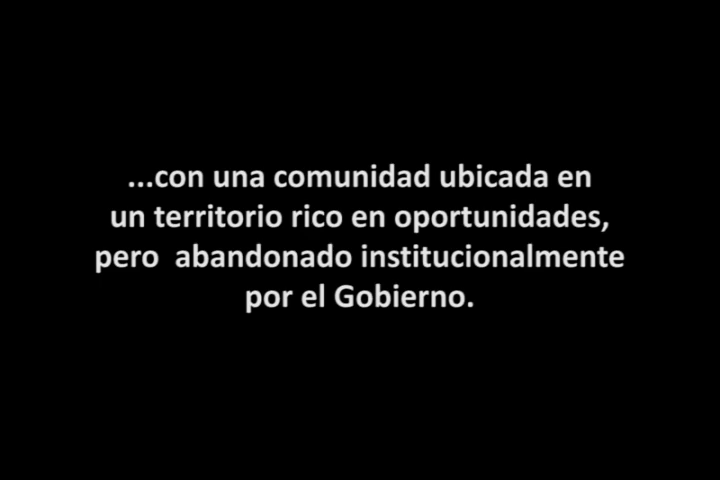 ...con una comunidad ubicada en
un territorio rico en oportunidades,
pero  abandonado institucionalmente
por el Gobierno.